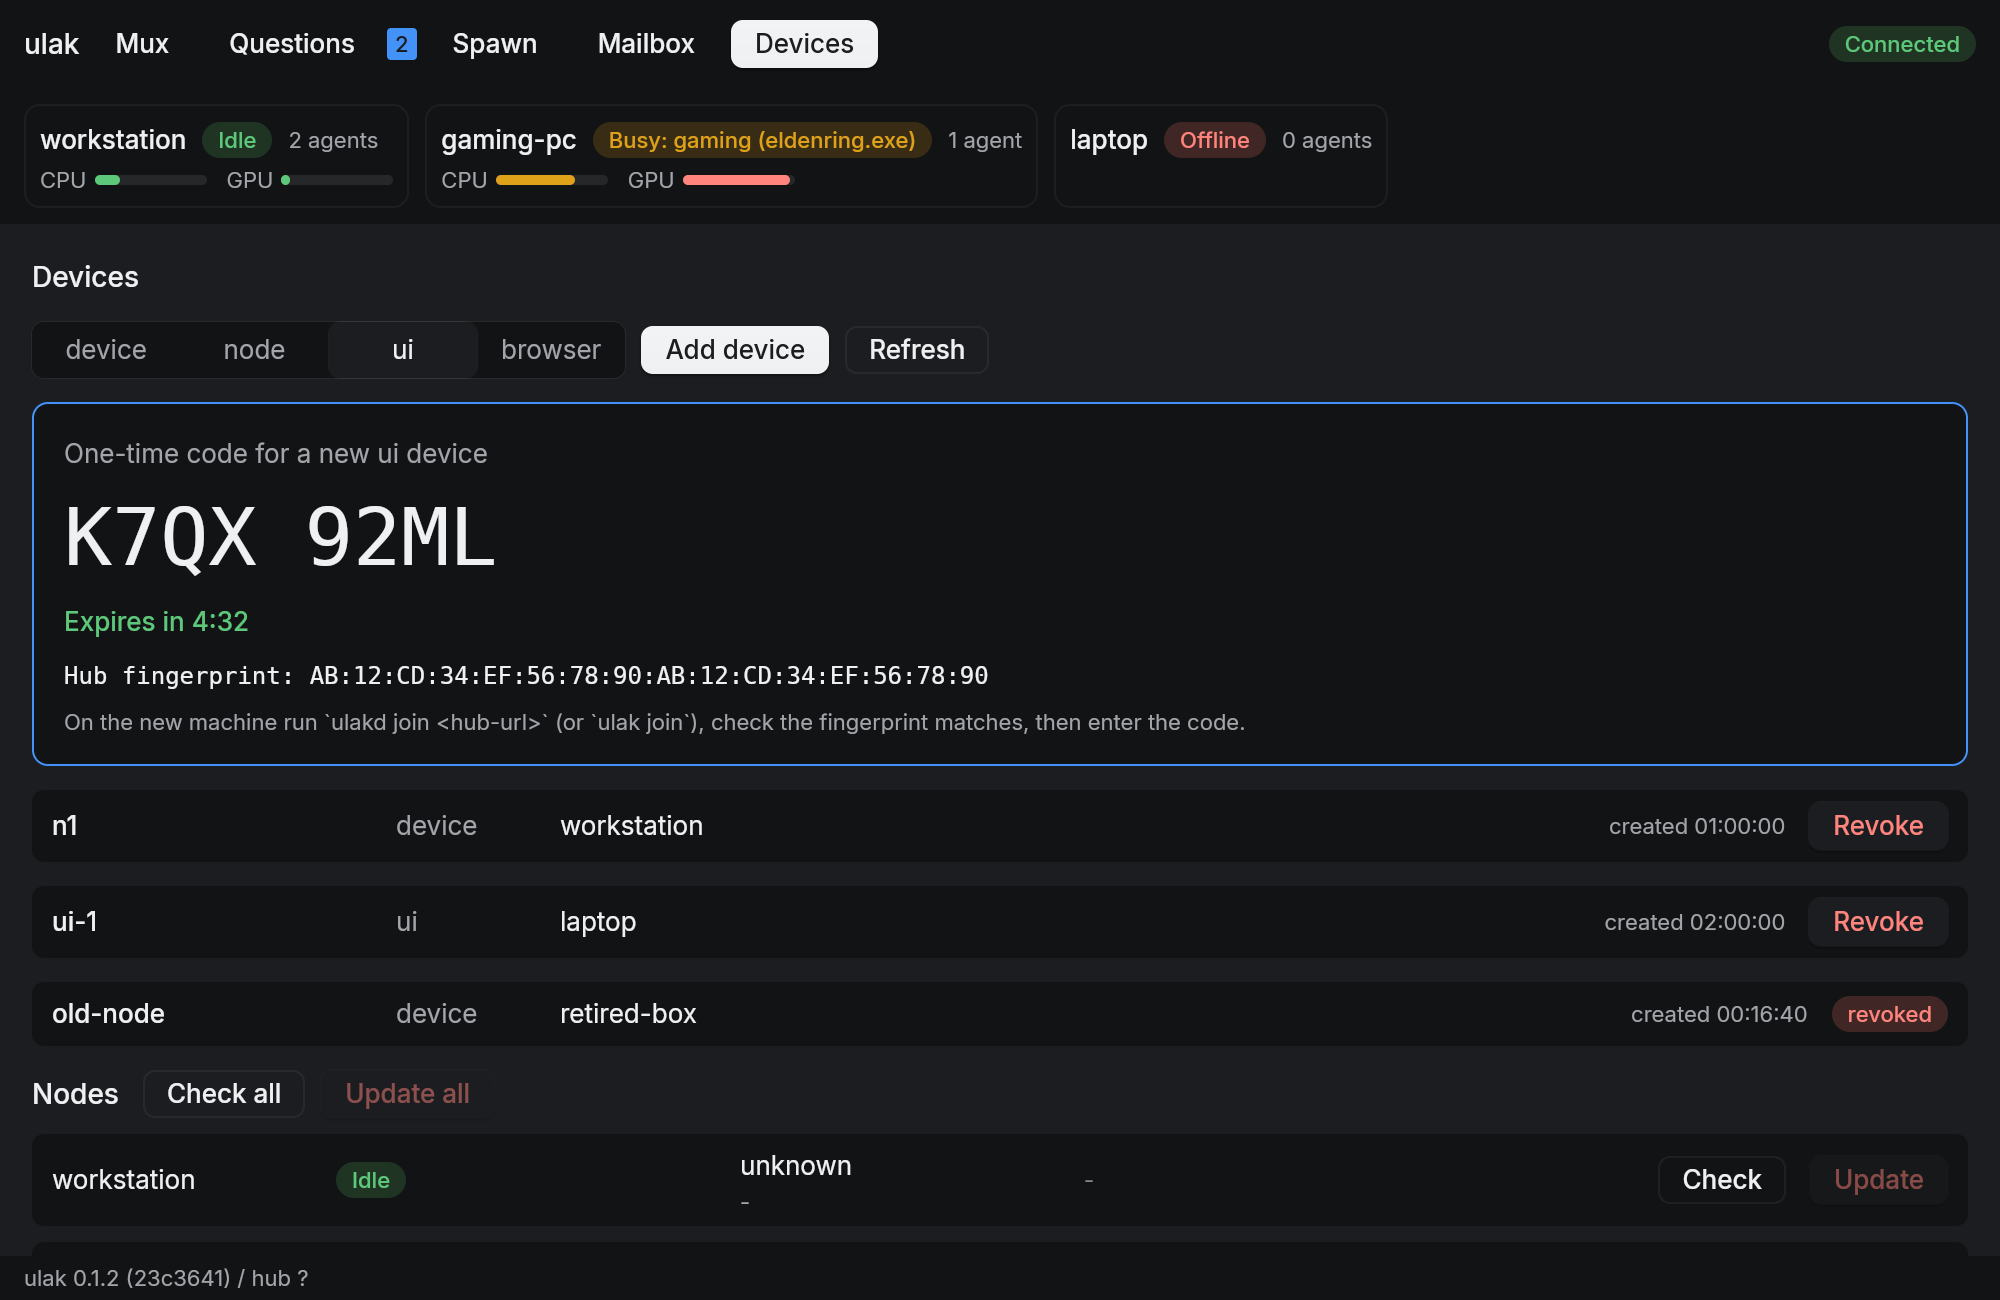 ulak Mux Questions 2 Spawn Mailbox Devices Connected
workstation Idle 2 agents
CPU GPU
gaming-pc Busy: gaming (eldenring.exe) 1 agent
CPU GPU
laptop Offline 0 agents
Devices
device node ui browser Add device Refresh
One-time code for a new ui device
K7QX 92ML
Expires in 4:32
Hub fingerprint: AB:12:CD:34:EF:56:78:90:AB:12:CD:34:EF:56:78:90
On the new machine run `ulakd join <hub-url>` (or `ulak join`), check the fingerprint matches, then enter the code.
n1 device workstation created 01:00:00 Revoke
ui-1 ui laptop created 02:00:00 Revoke
old-node device retired-box created 00:16:40 revoked
Nodes Check all Update all
workstation Idle unknown - Check Update
-
ulak 0.1.2 (23c3641) / hub ?